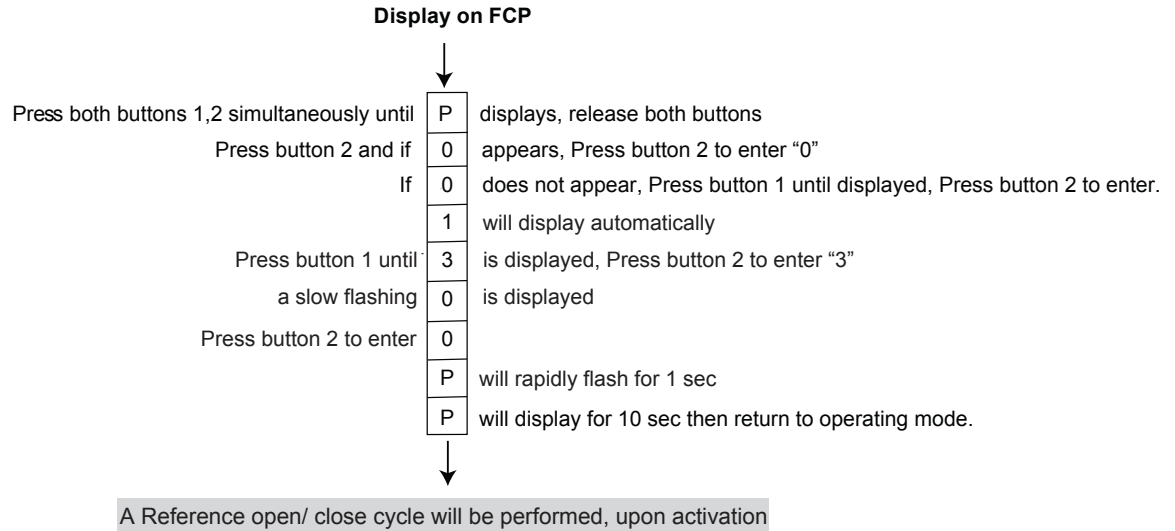 Display on FCP
Press both buttons 1,2 simultaneously until P displays, release both buttons
Press button 2 and if 0 appears, Press button 2 to enter “0”
If 0 does not appear, Press button 1 until displayed, Press button 2 to enter.
1 will display automatically
Press button 1 until 3 is displayed, Press button 2 to enter “3”
a slow flashing 0 is displayed
Press button 2 to enter 0
P will rapidly flash for 1 sec
P will display for 10 sec then return to operating mode.
A Reference open/ close cycle will be performed, upon activation